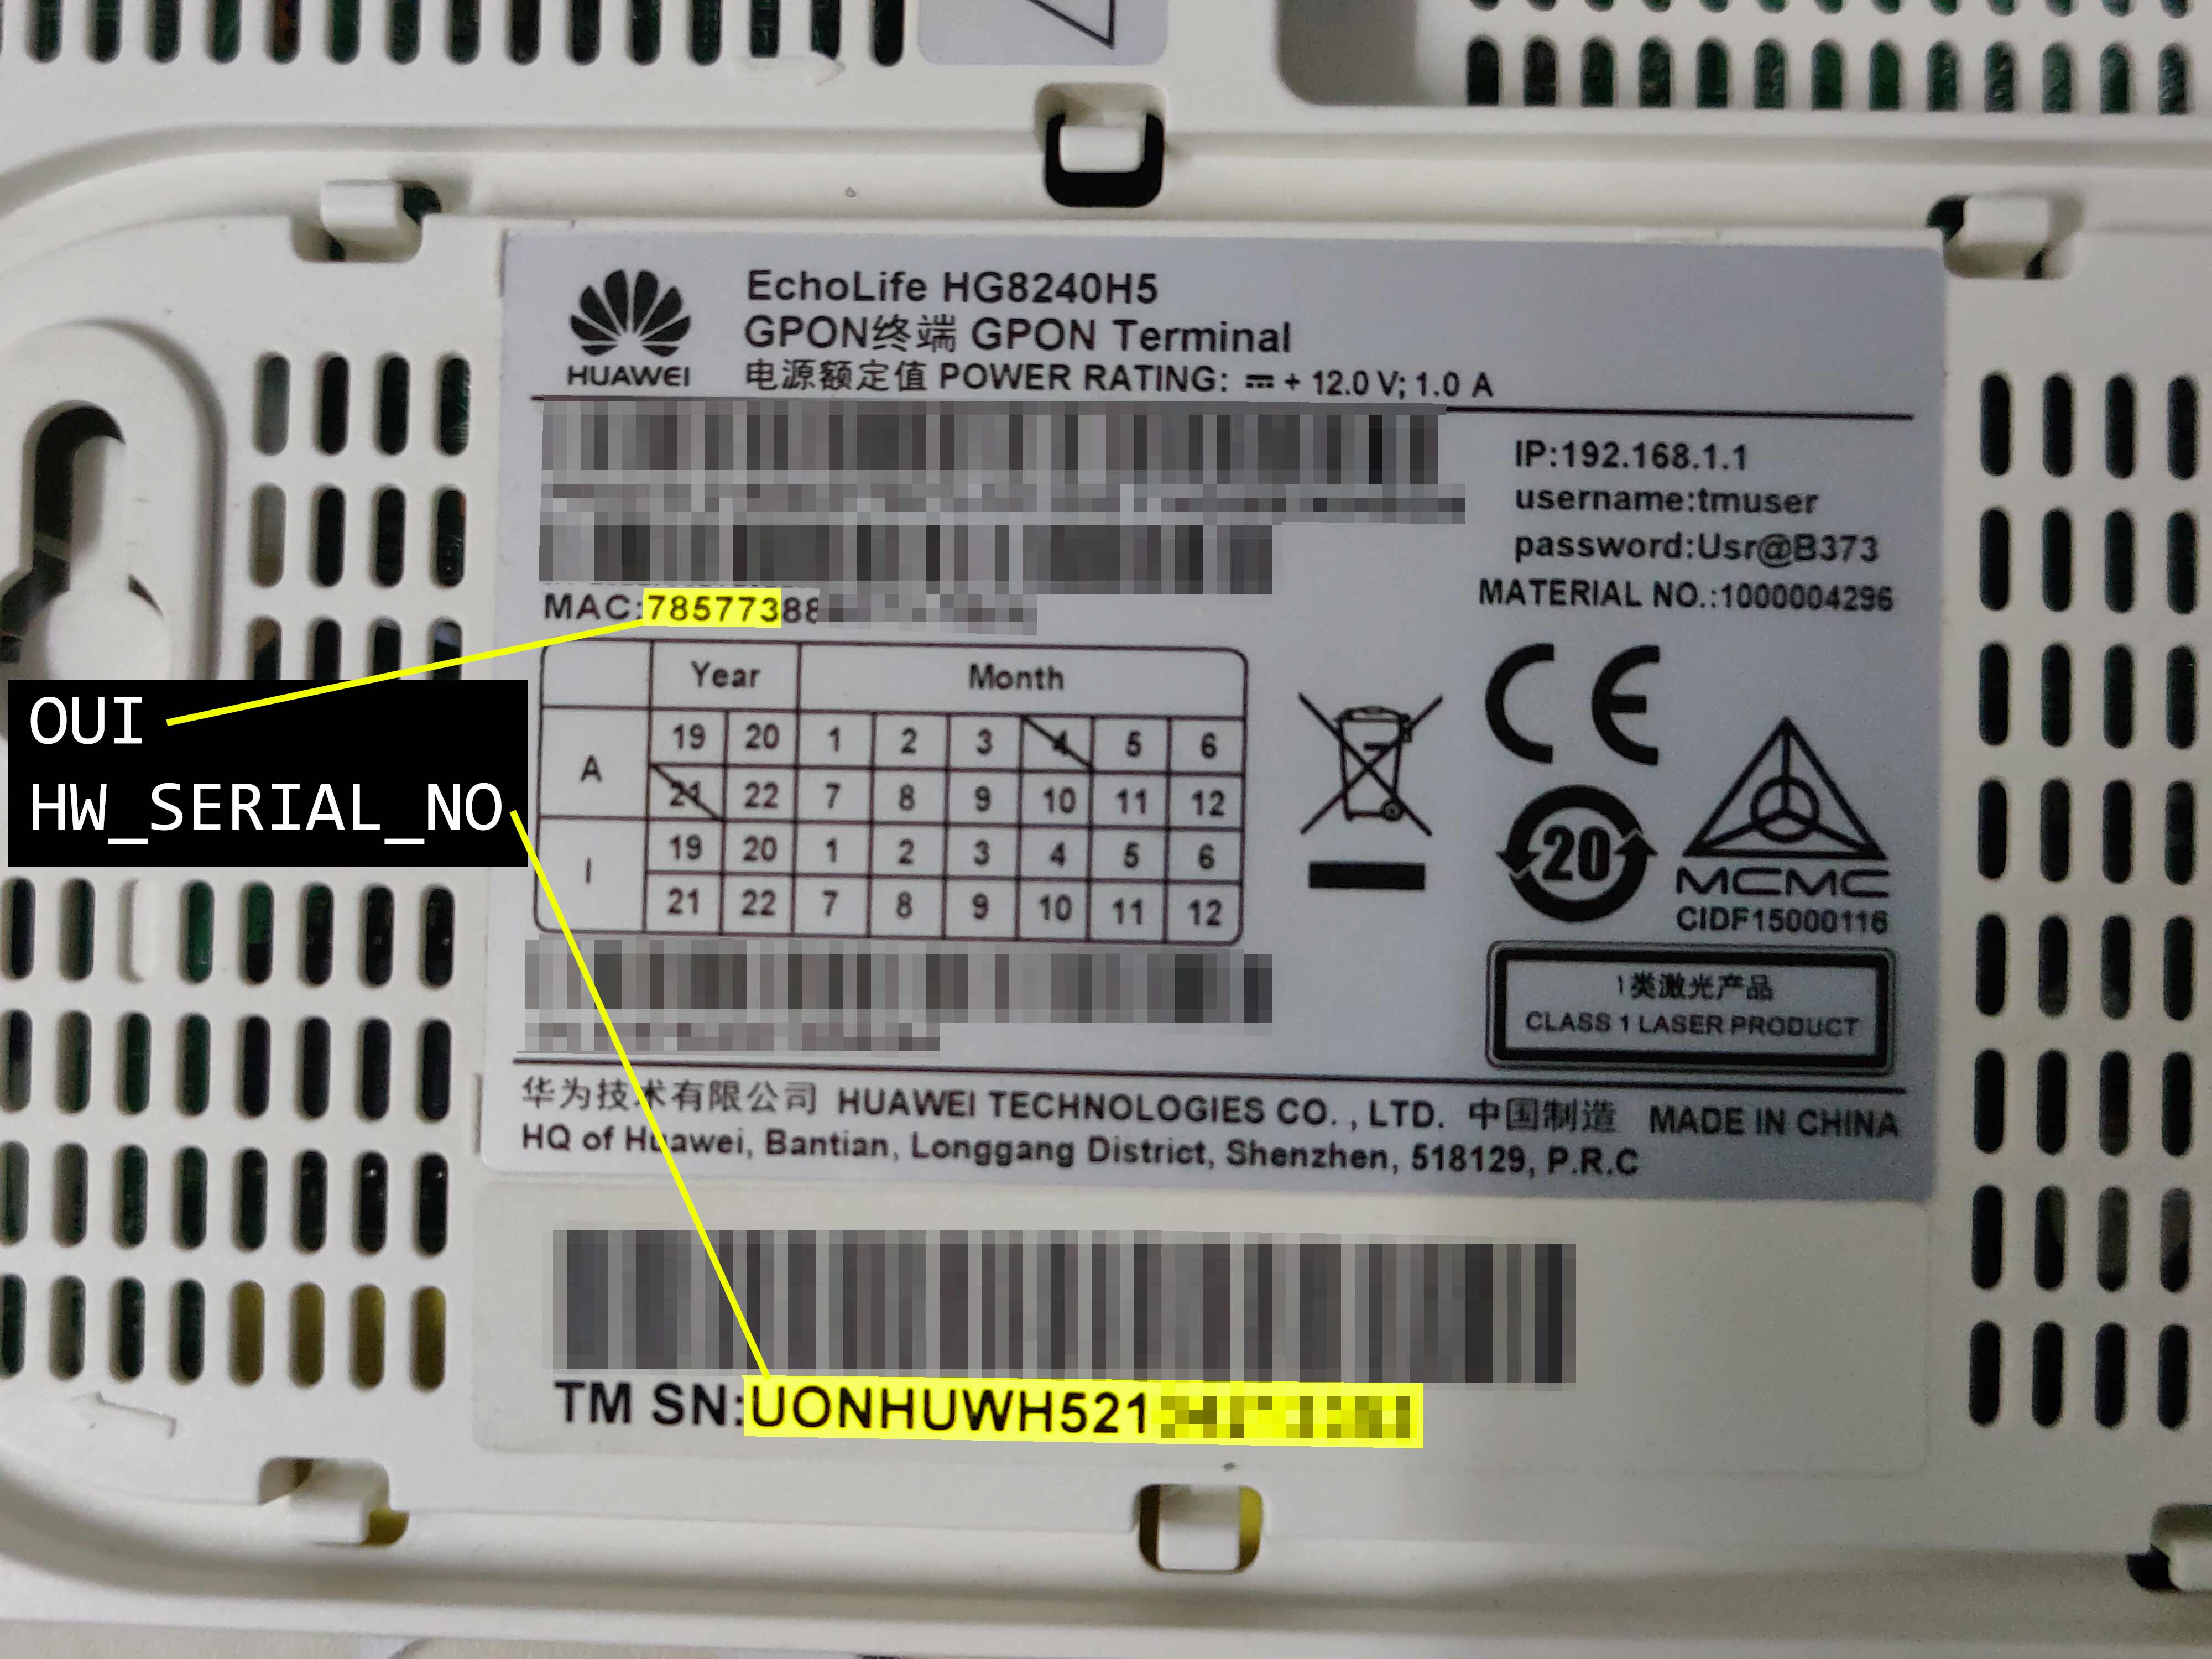 EchoLife HG8240H5
GPON终端 GPON Terminal
电源额定值 POWER RATING: ⎓ + 12.0 V; 1.0 A
HUAWEI
IP:192.168.1.1
username:tmuser
password:Usr@B373
MATERIAL NO.:1000004296
MAC:78577388
OUI
HW_SERIAL_NO
Year Month
A 19 20 1 2 3 4 5 6
21 22 7 8 9 10 11 12
I 19 20 1 2 3 4 5 6
21 22 7 8 9 10 11 12
CE
20
MCMC
CIDF15000116
1类激光产品
CLASS 1 LASER PRODUCT
华为技术有限公司 HUAWEI TECHNOLOGIES CO. , LTD. 中国制造 MADE IN CHINA
HQ of Huawei, Bantian, Longgang District, Shenzhen, 518129, P.R.C
TM SN:UONHUWH521